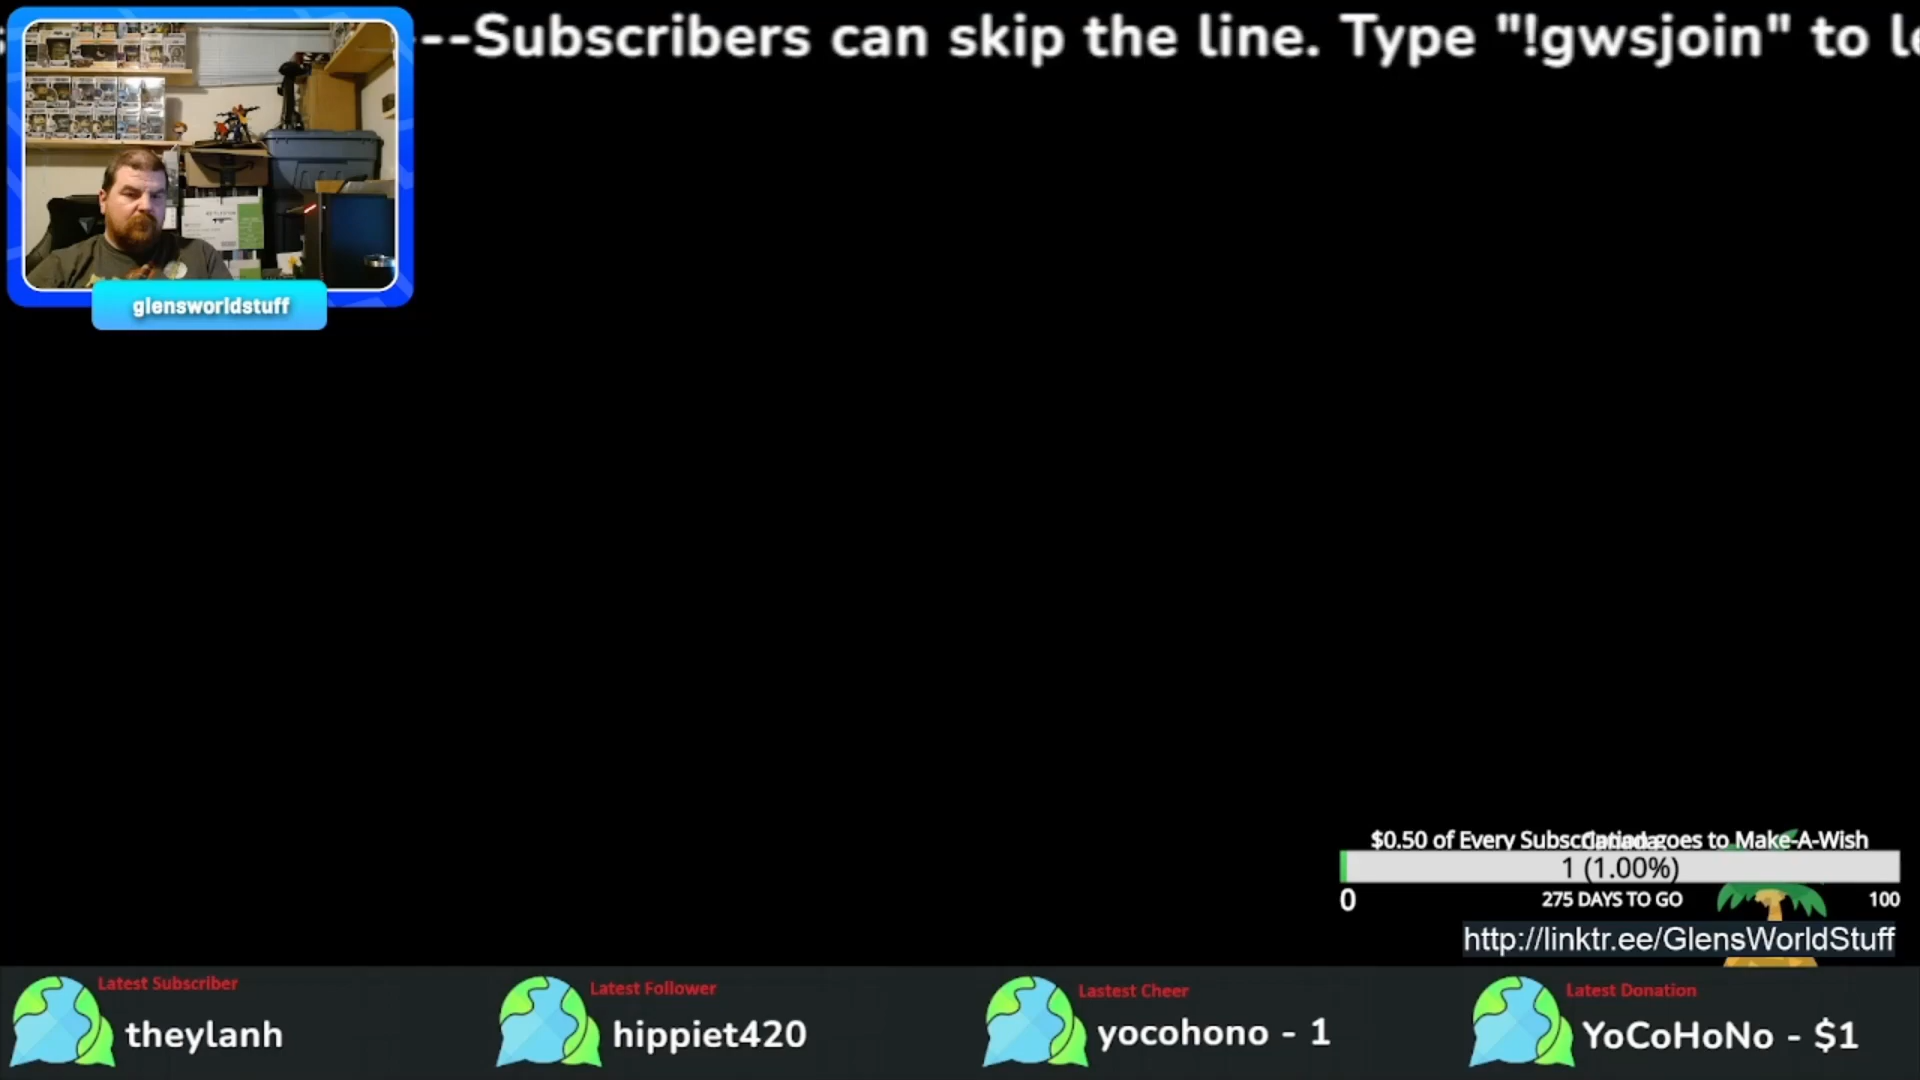 ---Subscribers can skip the line. Type "!gwsjoin" to le
glensworldstuff
$0.50 of Every Subscription goes to Make-A-Wish
Canada
1 (1.00%)
0
275 DAYS TO GO
100
http://linktr.ee/GlensWorldStuff
Latest Subscriber
theylanh
Latest Follower
hippiet420
Lastest Cheer
yocohono - 1
Latest Donation
YoCoHoNo - $1